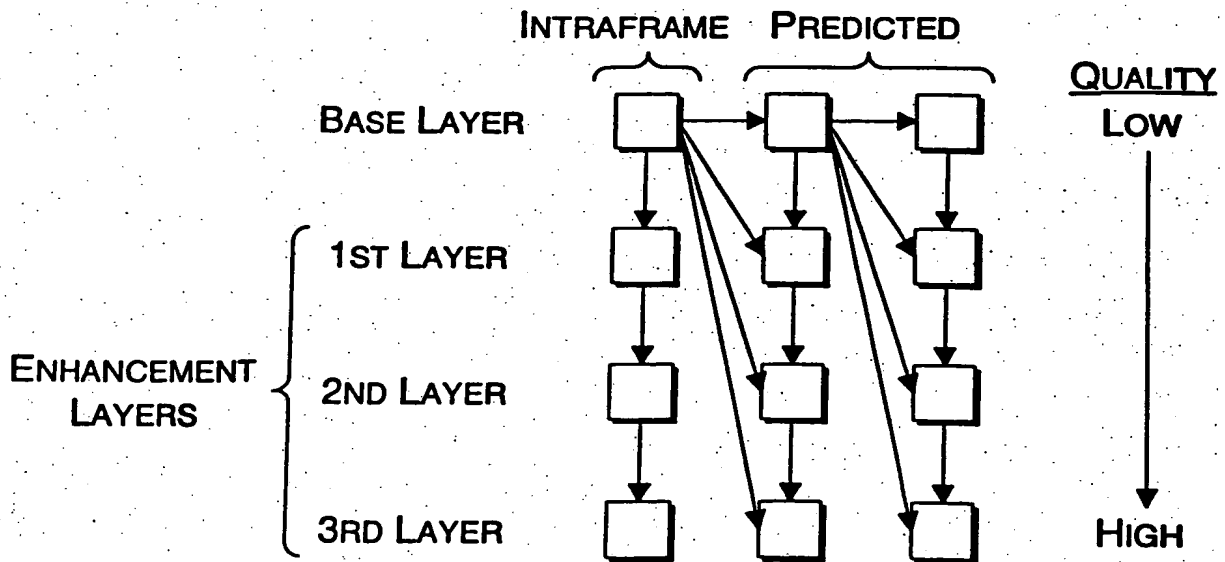 INTRAFRAME PREDICTED
QUALITY
BASE LAYER
LOW
1ST LAYER
ENHANCEMENT
LAYERS
2ND LAYER
3RD LAYER
HIGH